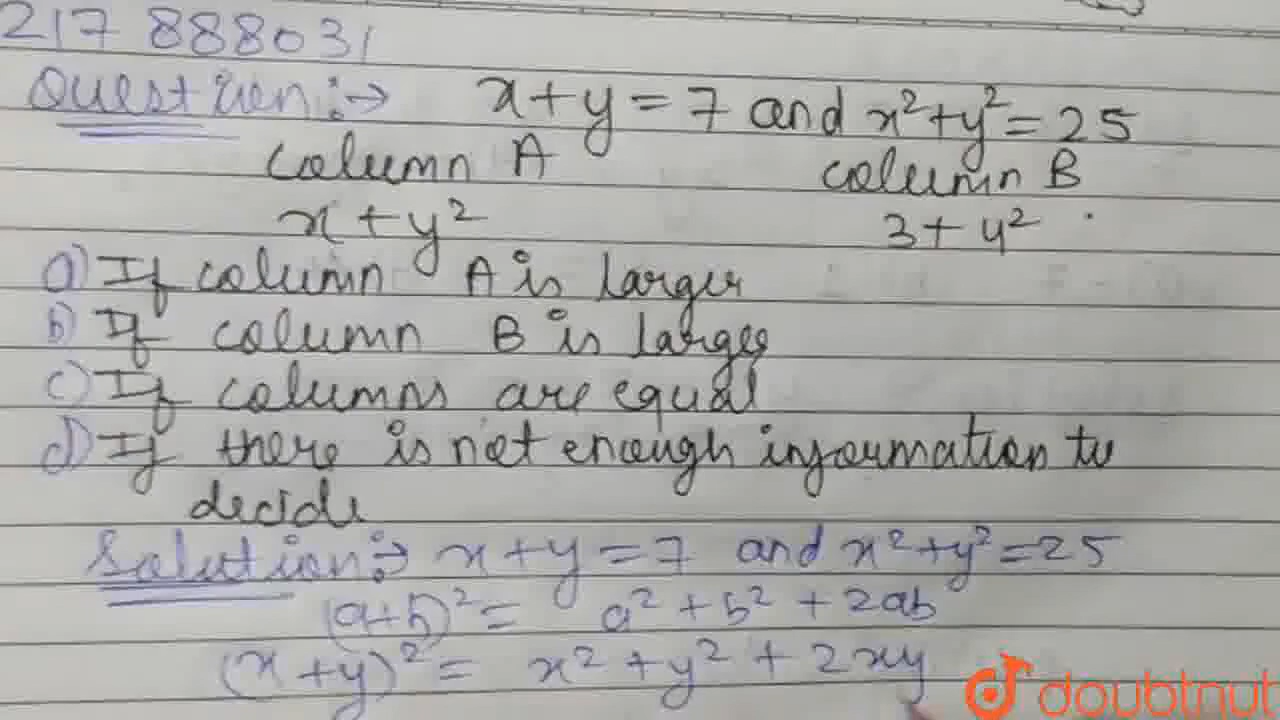 217 888031
Question :→ x + y = 7 and x² + y² = 25
column A column B
x + y² 3 + y²
a) If column A is larger
b) If column B is larger
c) If columns are equal
d) If there is not enough information to
decide
Solution :→ x + y = 7 and x² + y² = 25
(a+b)² = a² + b² + 2ab
(x + y)² = x² + y² + 2xy
doubtnut